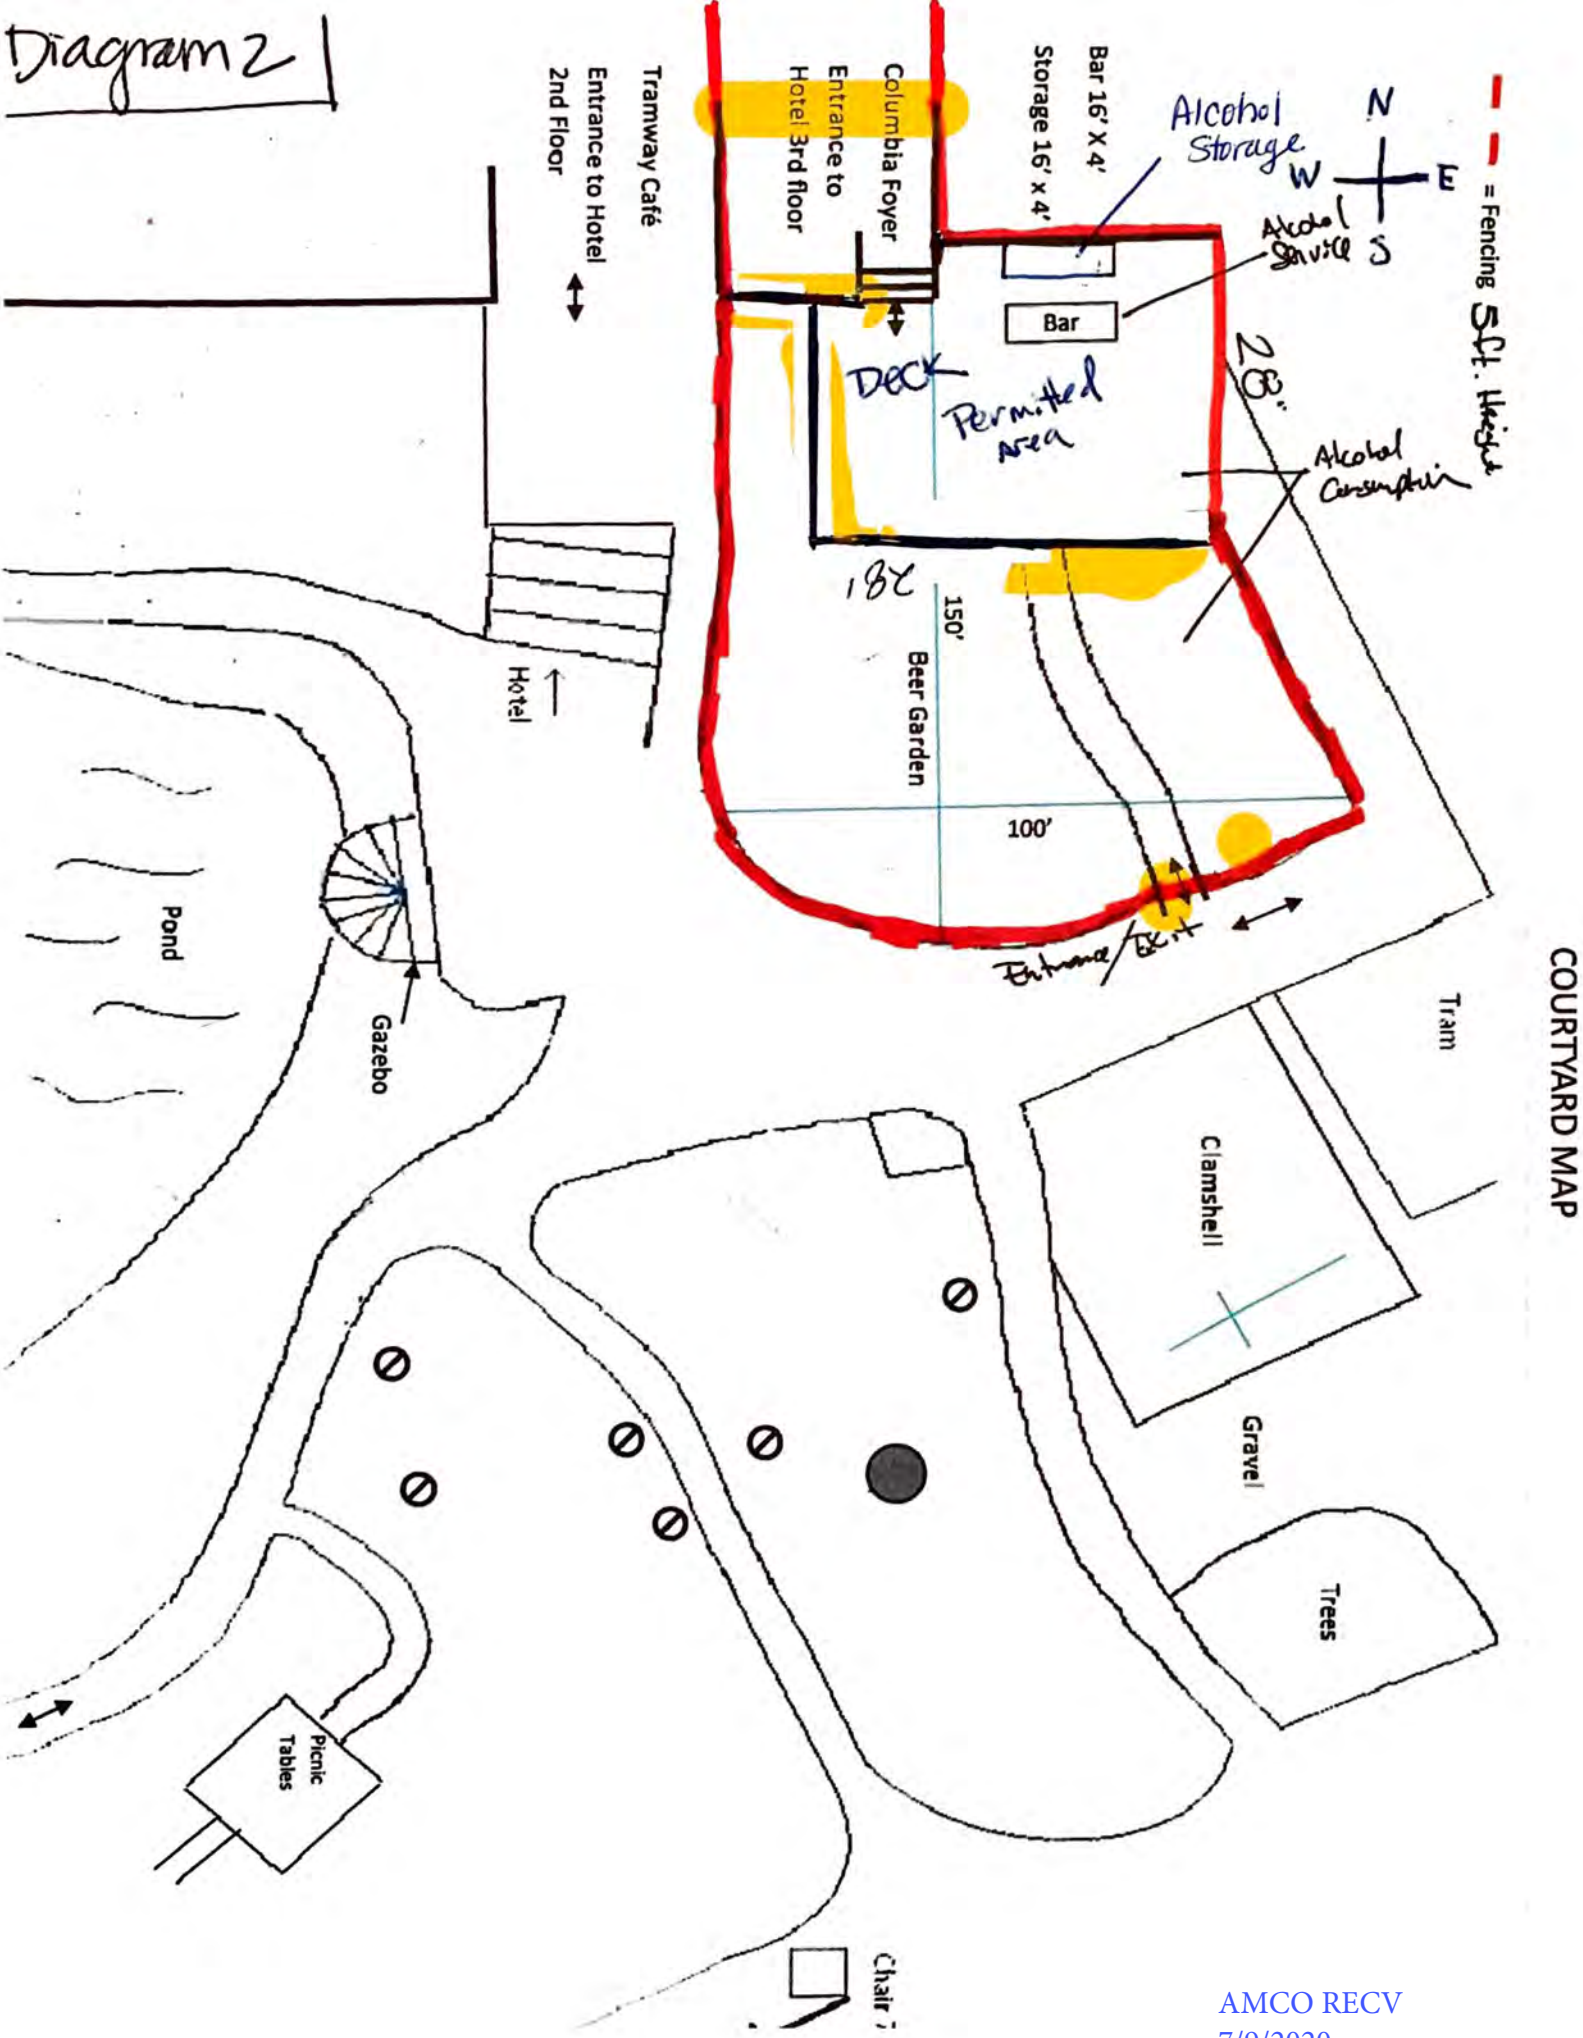 Diagram 2
COURTYARD MAP
= Fencing 5ft. Height
N
W
E
S
Alcohol
Storage
Alcohol
Service
Bar 16' X 4'
Storage 16' x 4'
Columbia Foyer
Entrance to
Hotel 3rd floor
Tramway Café
Entrance to Hotel
2nd Floor
Bar
DECK
Permitted
Area
28"
Alcohol
Consumption
150'
Beer Garden
100'
Entrance/Exit
Hotel
Pond
Gazebo
Tram
Clamshell
Gravel
Trees
Picnic
Tables
Chair 7
AMCO RECV